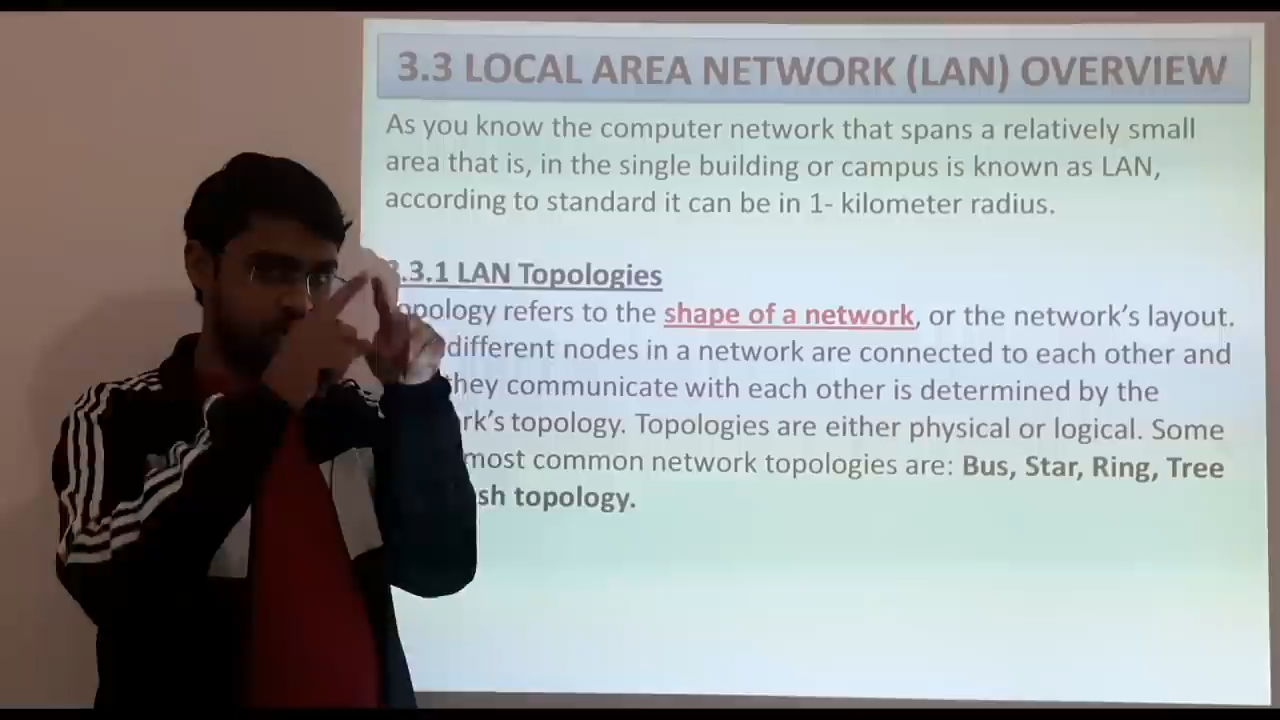 3.3 LOCAL AREA NETWORK (LAN) OVERVIEW
As you know the computer network that spans a relatively small
area that is, in the single building or campus is known as LAN,
according to standard it can be in 1- kilometer radius.
.3.1 LAN Topologies
opology refers to the shape of a network, or the network's layout.
different nodes in a network are connected to each other and
they communicate with each other is determined by the
rk's topology. Topologies are either physical or logical. Some
most common network topologies are: Bus, Star, Ring, Tree
sh topology.